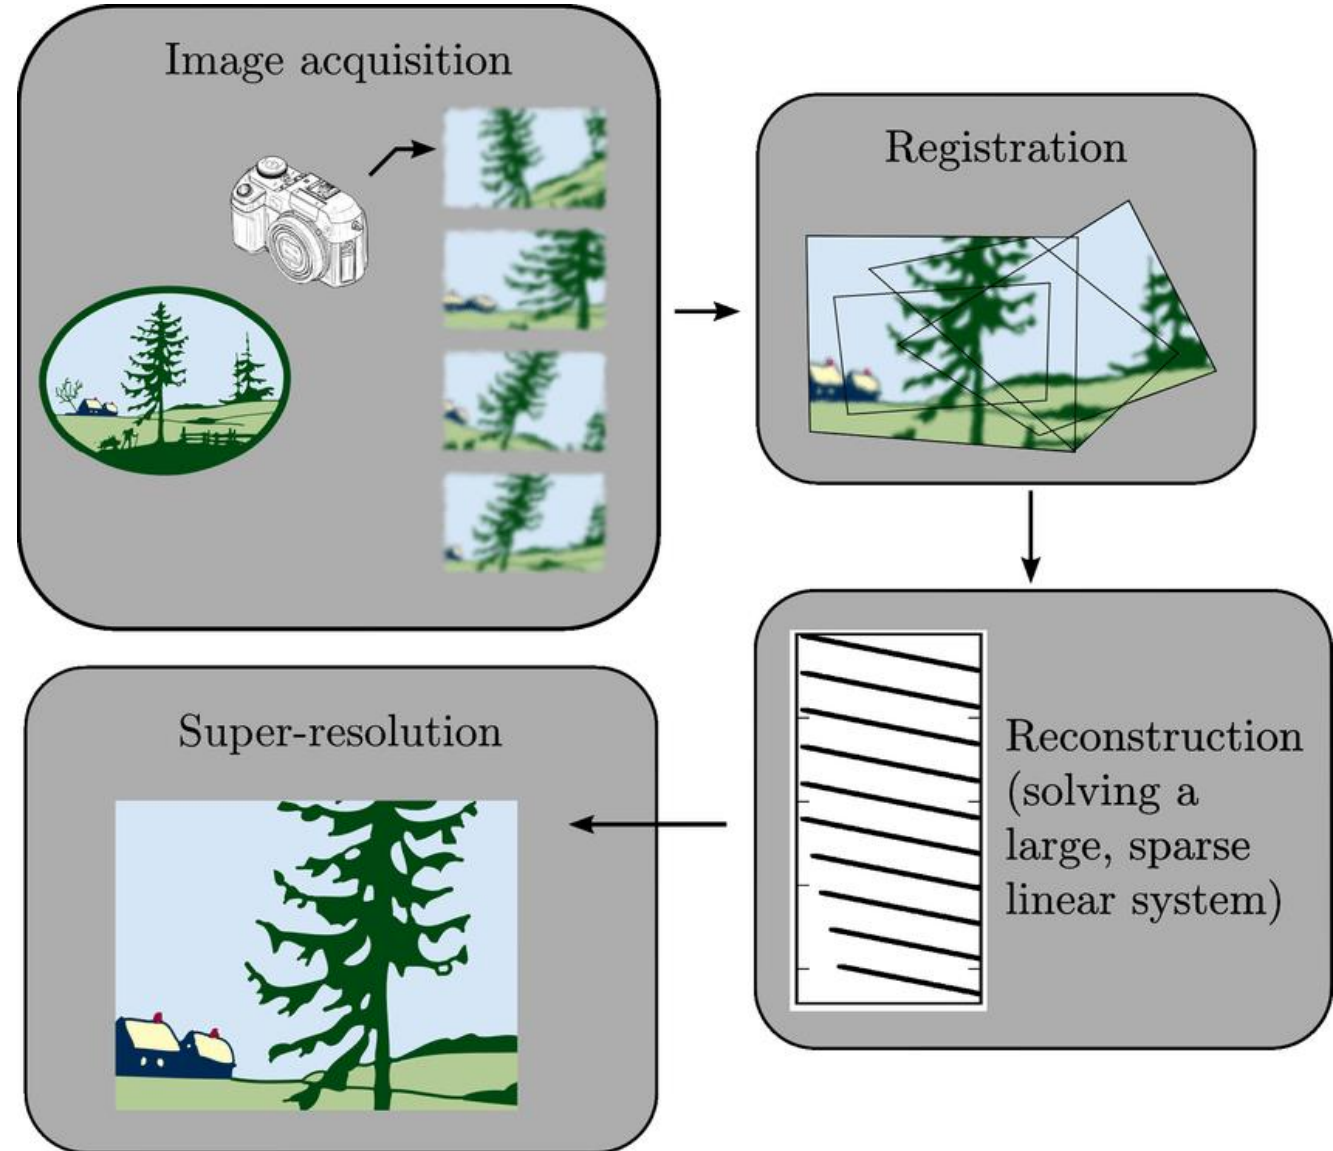 Image acquisition
Registration
Reconstruction
(solving a
large, sparse
linear system)
Super-resolution